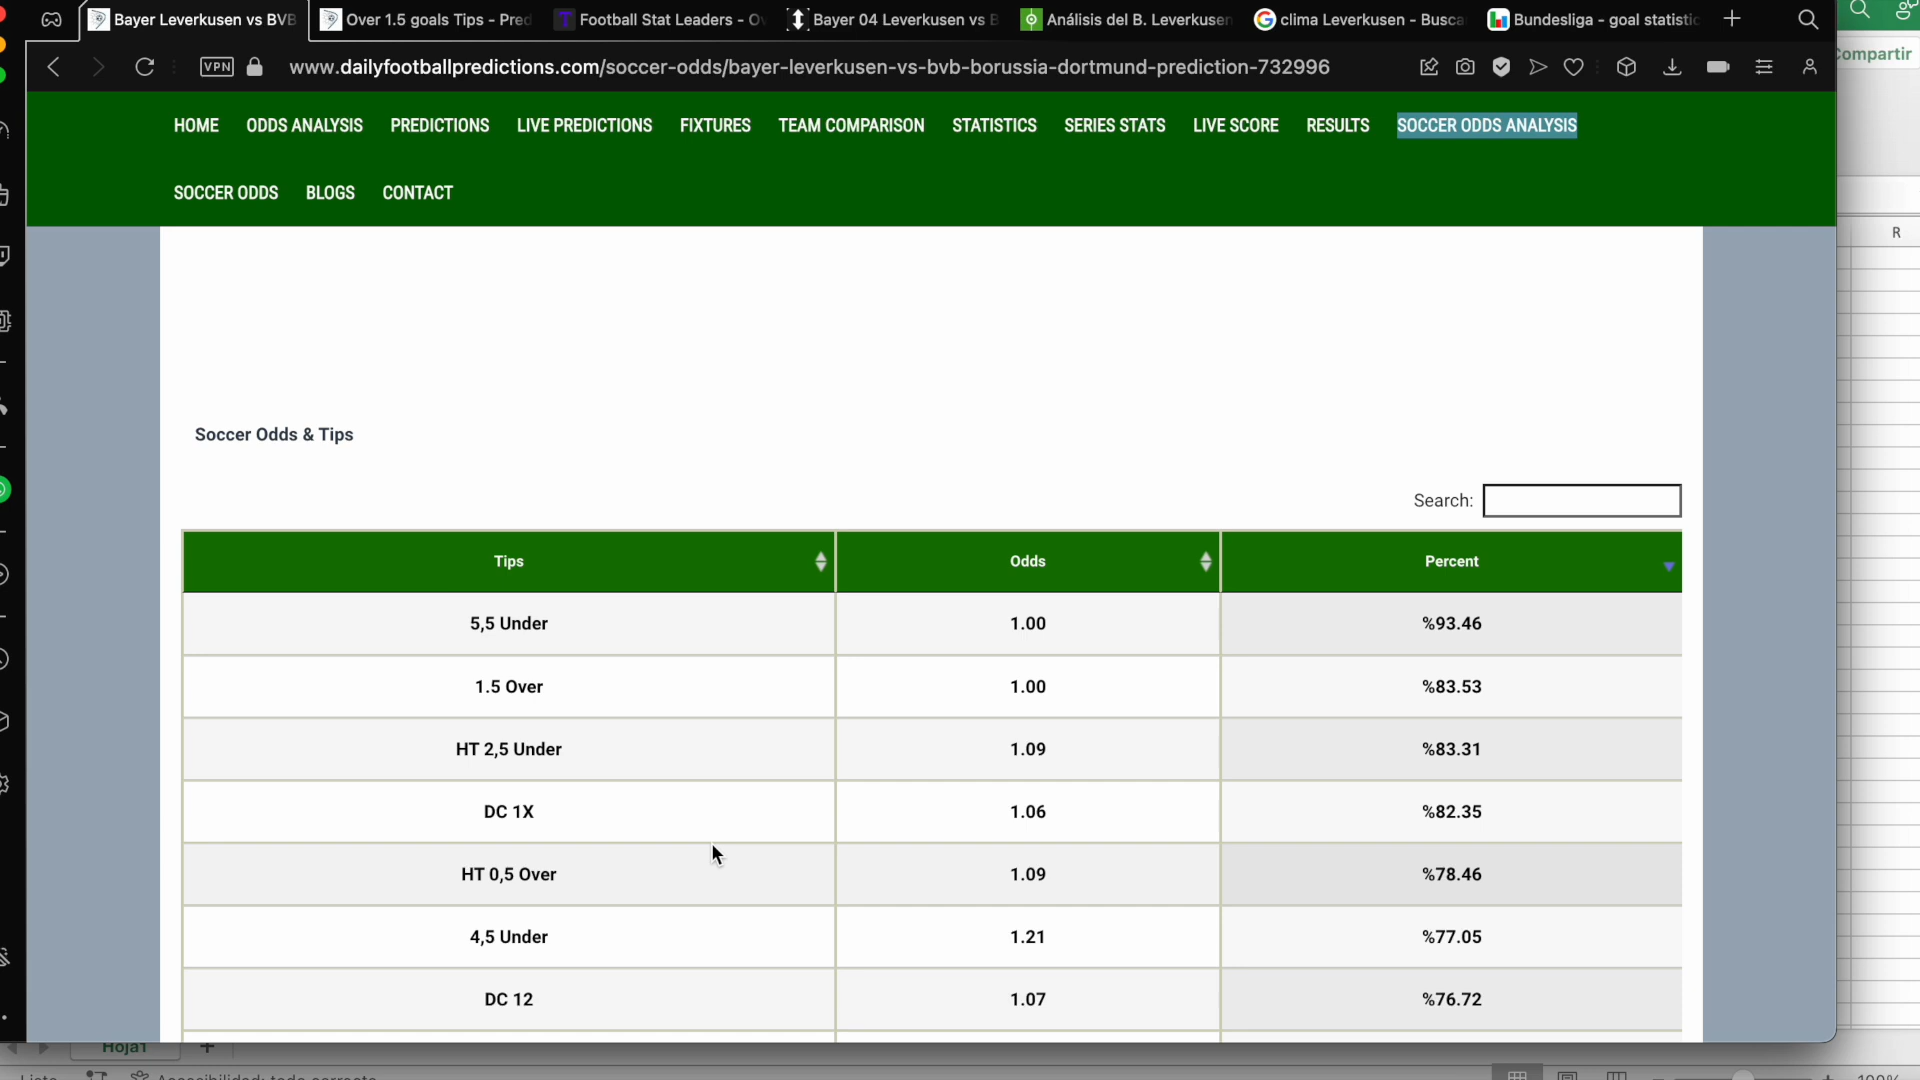 Bayer Leverkusen vs BVB
Over 1.5 goals Tips - Pred
Football Stat Leaders - Ov
Bayer 04 Leverkusen vs B
Análisis del B. Leverkusen
clima Leverkusen - Busca
Bundesliga - goal statistic
Compartir
VPN
www.dailyfootballpredictions.com/soccer-odds/bayer-leverkusen-vs-bvb-borussia-dortmund-prediction-732996
HOME ODDS ANALYSIS PREDICTIONS LIVE PREDICTIONS FIXTURES TEAM COMPARISON STATISTICS SERIES STATS LIVE SCORE RESULTS SOCCER ODDS ANALYSIS
SOCCER ODDS BLOGS CONTACT
R
Soccer Odds & Tips
Search:
Tips Odds Percent
5,5 Under 1.00 %93.46
1.5 Over 1.00 %83.53
HT 2,5 Under 1.09 %83.31
DC 1X 1.06 %82.35
HT 0,5 Over 1.09 %78.46
4,5 Under 1.21 %77.05
DC 12 1.07 %76.72
Hoja1
Accesibilidad: todo correcto